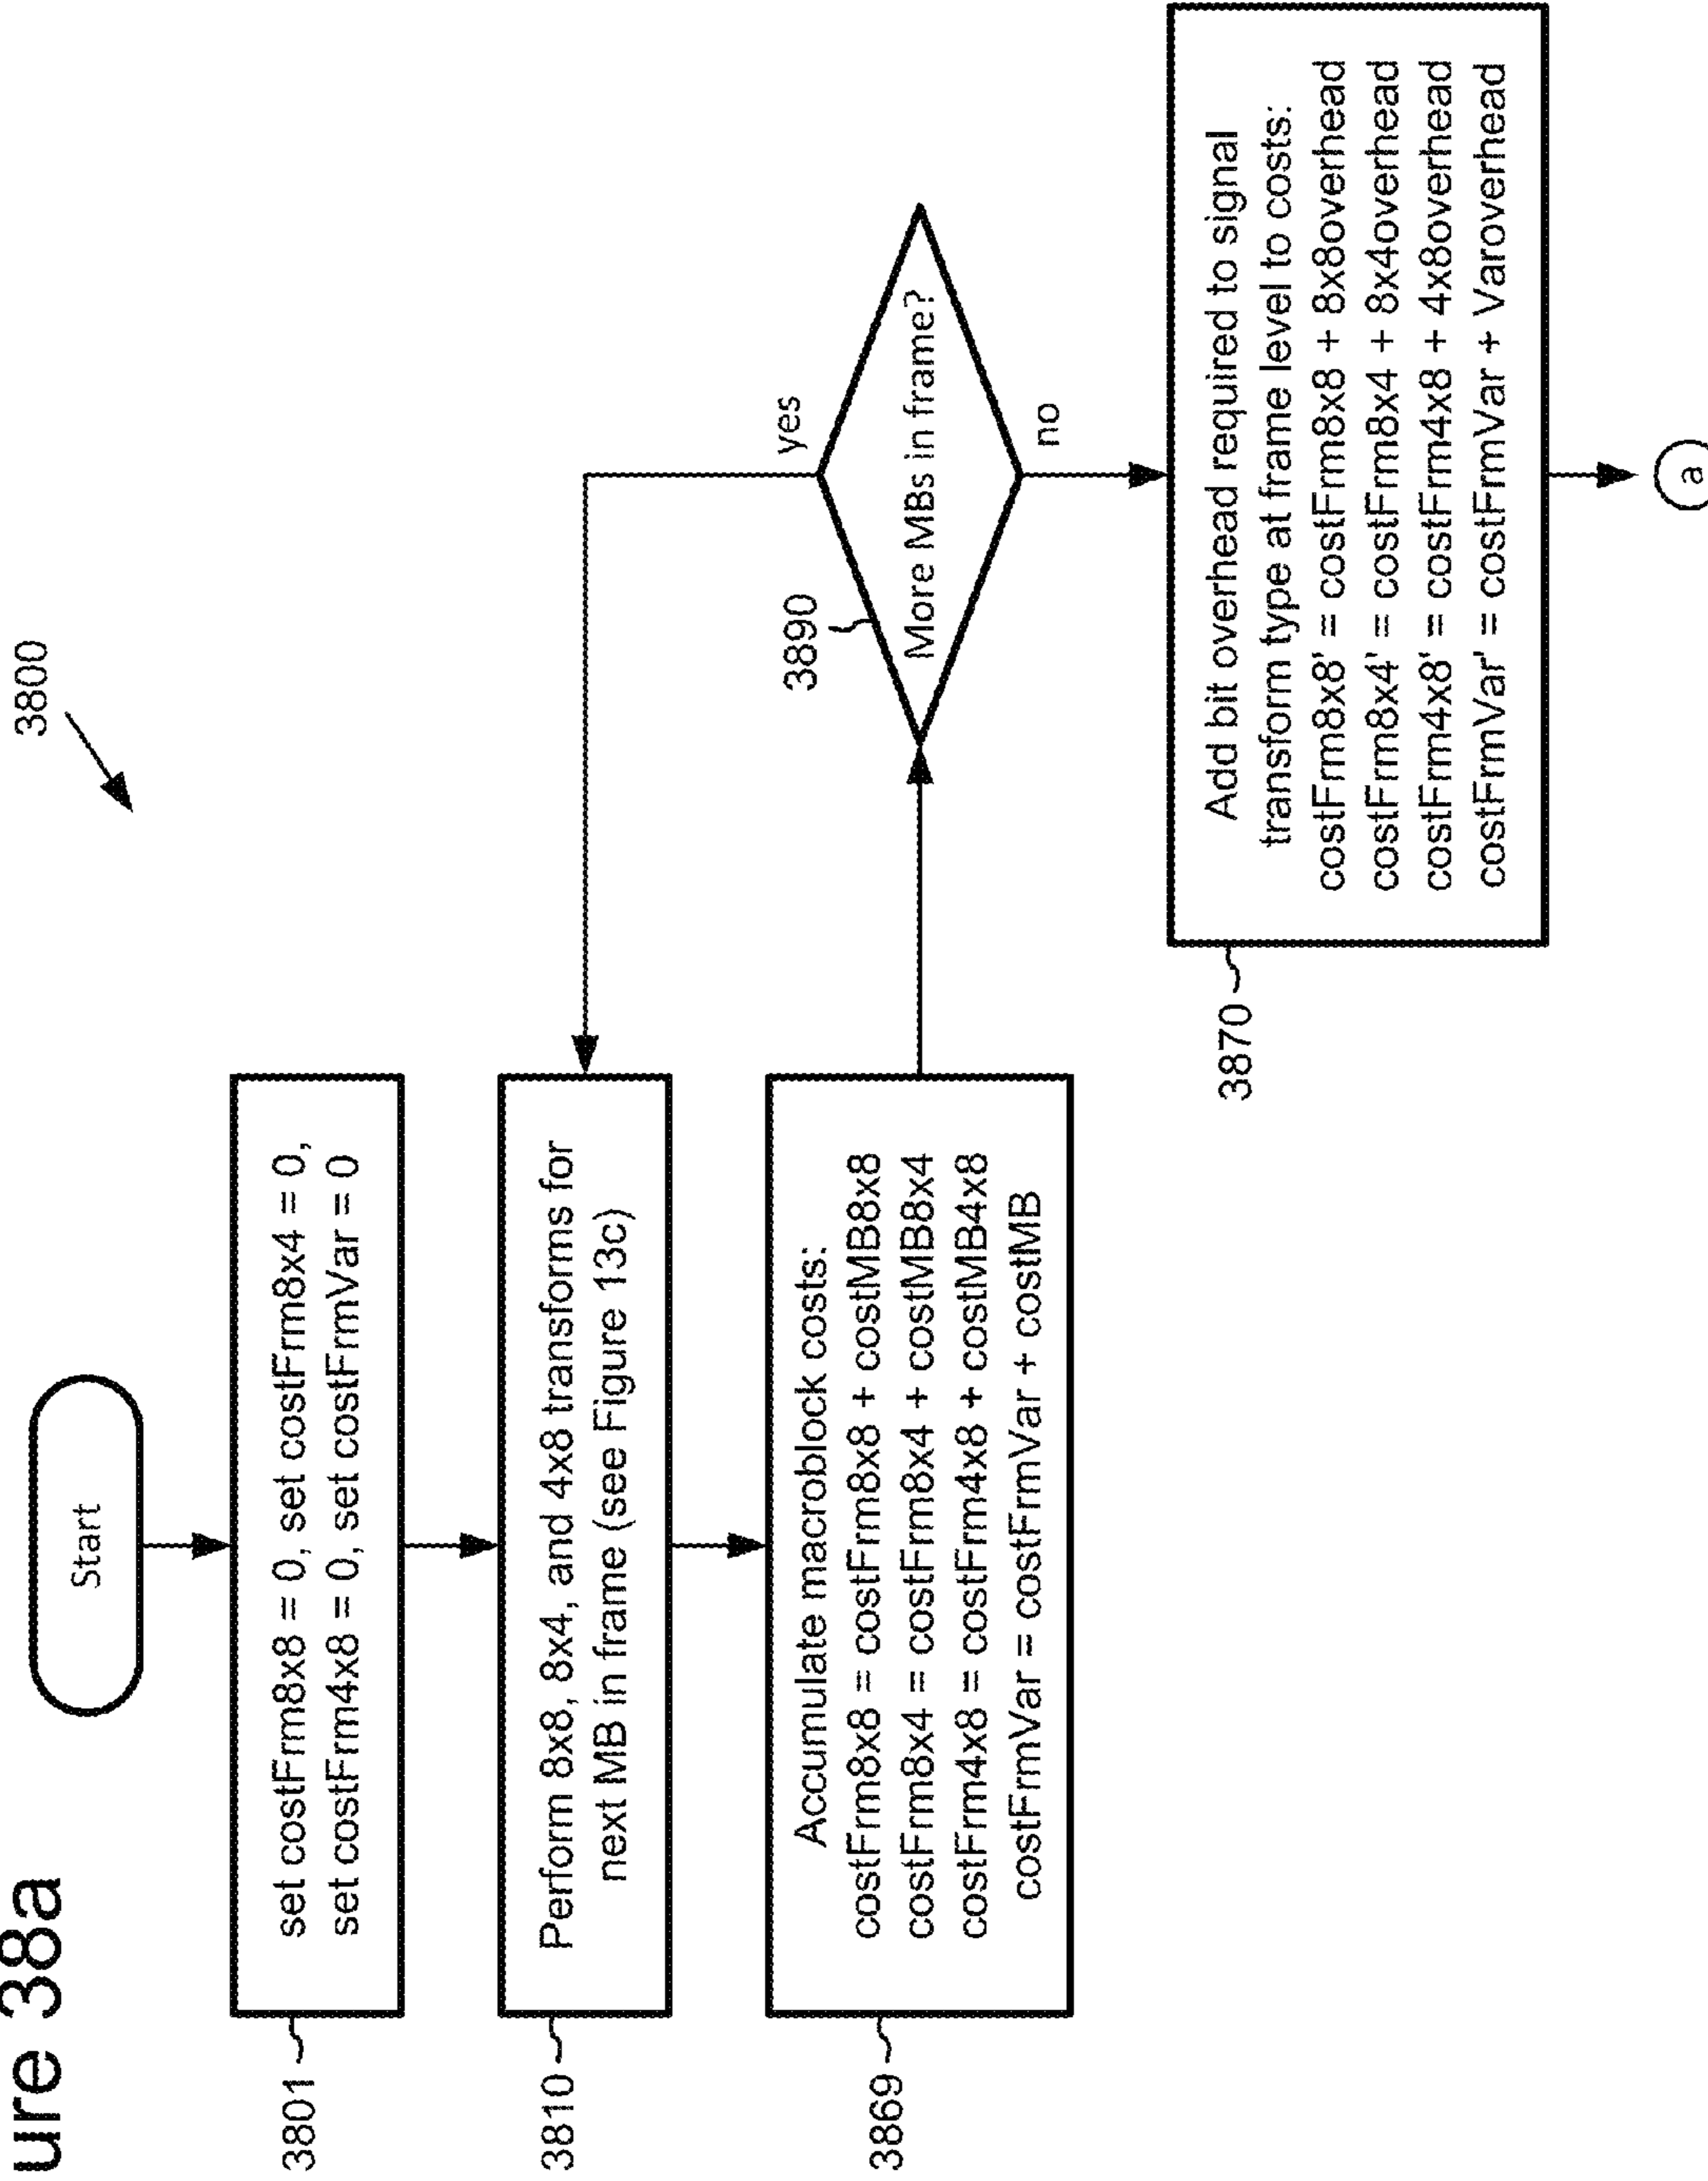 ure 38a
3800
Start
3801
set costFrm8x8 = 0, set costFrm8x4 = 0,
set costFrm4x8 = 0, set costFrmVar = 0
3810
Perform 8x8, 8x4, and 4x8 transforms for
next MB in frame (see Figure 13c)
3869
Accumulate macroblock costs:
costFrm8x8 = costFrm8x8 + costMB8x8
costFrm8x4 = costFrm8x4 + costMB8x4
costFrm4x8 = costFrm4x8 + costMB4x8
costFrmVar = costFrmVar + costMB
3890
More MBs in frame?
yes
no
3870
Add bit overhead required to signal
transform type at frame level to costs:
costFrm8x8' = costFrm8x8 + 8x8overhead
costFrm8x4' = costFrm8x4 + 8x4overhead
costFrm4x8' = costFrm4x8 + 4x8overhead
costFrmVar' = costFrmVar + Varoverhead
a